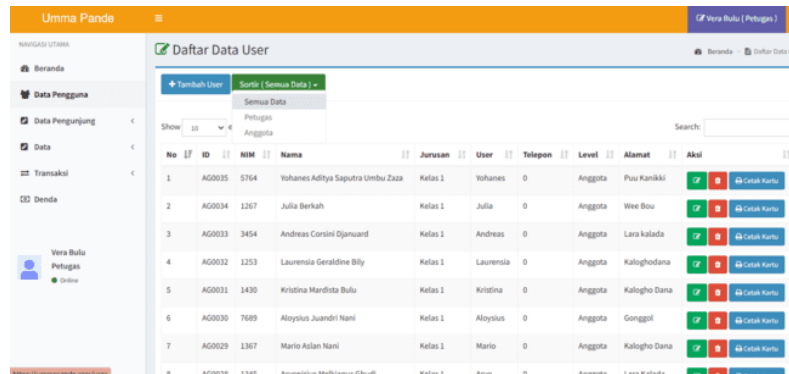 Umma Pande
Vera Bulu ( Petugas )
NAVIGASI UTAMA
Beranda
Data Pengguna
Data Pengunjung
Data
Transaksi
Denda
Vera Bulu
Petugas
Online
Daftar Data User
Beranda Daftar Data
+ Tambah User Sortir ( Semua Data )
Semua Data
Petugas
Anggota
Show 10
Search:
No ID NIM Nama Jurusan User Telepon Level Alamat Aksi
1 AG0035 5764 Yohanes Aditya Saputra Umbu Zaza Kelas 1 Yohanes 0 Anggota Puu Kanikki Cetak Kartu
2 AG0034 1267 Julia Berkah Kelas 1 Julia 0 Anggota Wee Bou Cetak Kartu
3 AG0033 3454 Andreas Corsini Djanuard Kelas 1 Andreas 0 Anggota Lara kalada Cetak Kartu
4 AG0032 1253 Laurensia Geraldine Bily Kelas 1 Laurensia 0 Anggota Kaloghodana Cetak Kartu
5 AG0031 1430 Kristina Mardista Bulu Kelas 1 Kristina 0 Anggota Kalogho Dana Cetak Kartu
6 AG0030 7689 Aloysius Juandri Nani Kelas 1 Aloysius 0 Anggota Gonggol Cetak Kartu
7 AG0029 1367 Mario Aslan Nani Kelas 1 Mario 0 Anggota Kalogho Dana Cetak Kartu